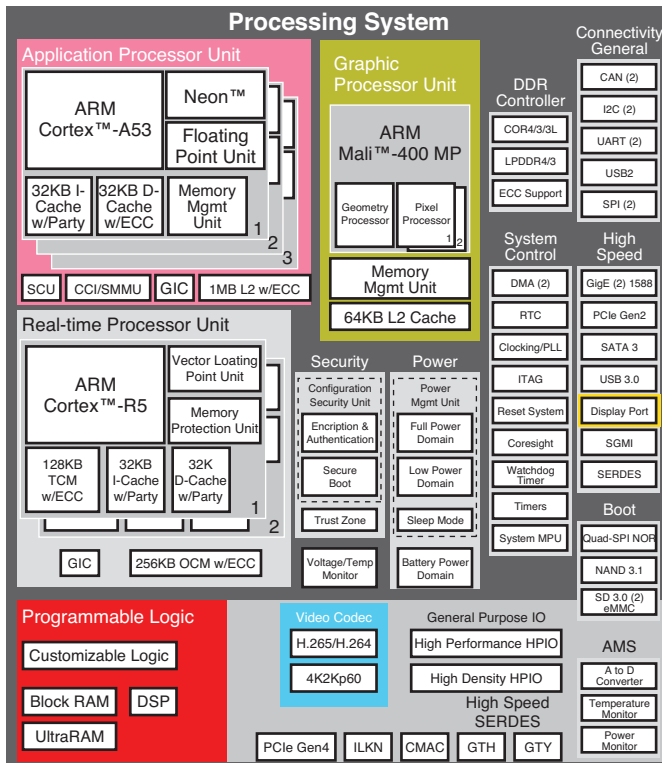 Processing System
Application Processor Unit
ARM
Cortex™-A53
Neon™
Floating
Point Unit
32KB I-
Cache
w/Party
32KB D-
Cache
w/ECC
Memory
Mgmt
Unit
1
2
3
SCU
CCI/SMMU
GIC
1MB L2 w/ECC
Graphic
Processor Unit
ARM
Mali™-400 MP
Geometry
Processor
Pixel
Processor
1
2
Memory
Mgmt Unit
64KB L2 Cache
DDR
Controller
COR4/3/3L
LPDDR4/3
ECC Support
Connectivity
General
CAN (2)
I2C (2)
UART (2)
USB2
SPI (2)
Real-time Processor Unit
ARM
Cortex™-R5
Vector Loating
Point Unit
Memory
Protection Unit
128KB
TCM
w/ECC
32KB
I-Cache
w/Party
32K
D-Cache
w/Party
1
2
GIC
256KB OCM w/ECC
Security
Configuration
Security Unit
Encription &
Authentication
Secure
Boot
Trust Zone
Voltage/Temp
Monitor
Power
Power
Mgmt Unit
Full Power
Domain
Low Power
Domain
Sleep Mode
Battery Power
Domain
System
Control
DMA (2)
RTC
Clocking/PLL
ITAG
Reset System
Coresight
Watchdog
Timer
Timers
System MPU
High
Speed
GigE (2) 1588
PCIe Gen2
SATA 3
USB 3.0
Display Port
SGMI
SERDES
Boot
Quad-SPI NOR
NAND 3.1
SD 3.0 (2)
eMMC
Programmable Logic
Customizable Logic
Block RAM
DSP
UltraRAM
Video Codec
H.265/H.264
4K2Kp60
General Purpose IO
High Performance HPIO
High Density HPIO
High Speed
SERDES
PCIe Gen4
ILKN
CMAC
GTH
GTY
AMS
A to D
Converter
Temperature
Monitor
Power
Monitor